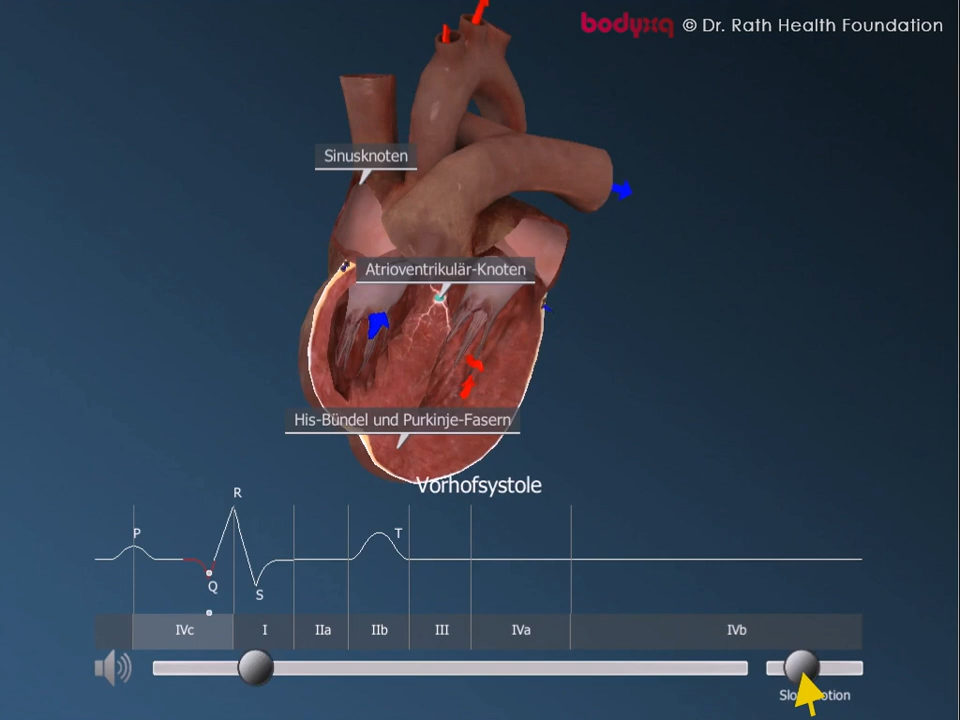 bodyxq © Dr. Rath Health Foundation
Sinusknoten
Atrioventrikulär-Knoten
His-Bündel und Purkinje-Fasern
Vorhofsystole
R
P
T
Q
S
IVc I IIa IIb III IVa IVb